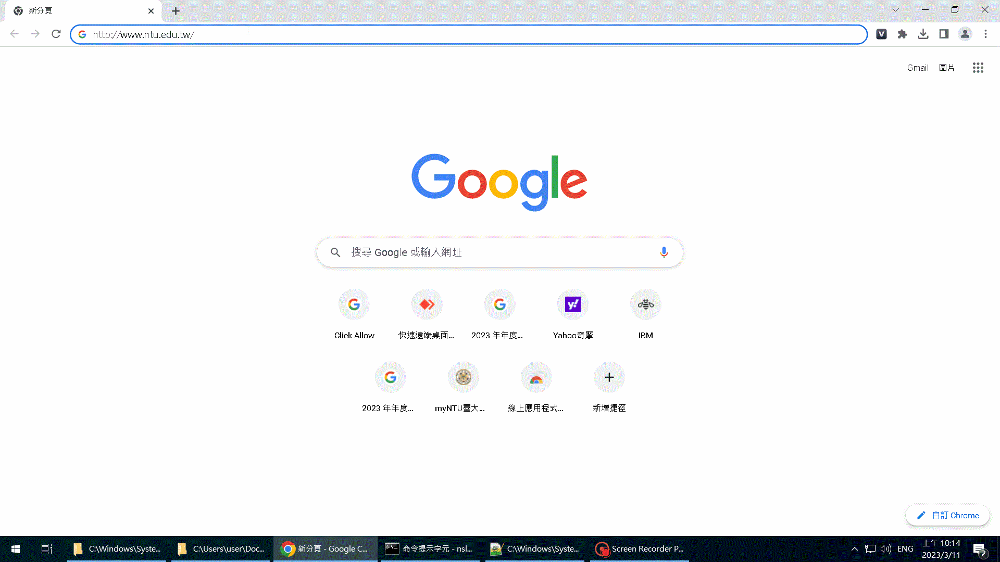 新分頁
http://www.ntu.edu.tw/
Gmail 圖片
Google
搜尋 Google 或輸入網址
Click Allow
快速遠端桌面...
2023 年年度...
Yahoo奇摩
IBM
2023 年年度...
myNTU臺大...
線上應用程式...
新增捷徑
自訂 Chrome
C:\Windows\Syste...
C:\Users\user\Doc...
新分頁 - Google C...
命令提示字元 - nsl...
C:\Windows\Syste...
Screen Recorder P...
ENG
上午 10:14
2023/3/11
2